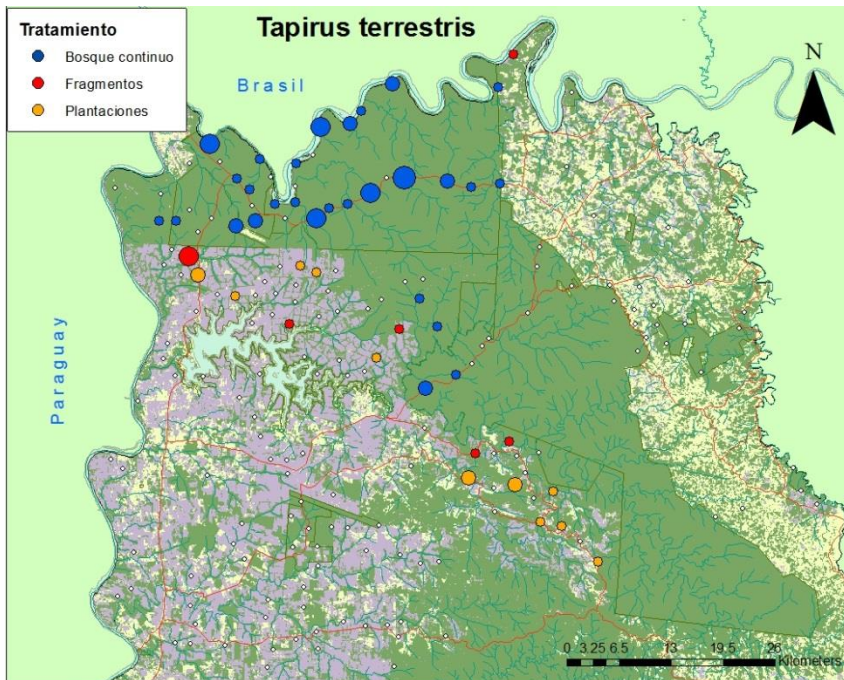 Tapirus terrestris
Tratamiento
Bosque continuo
Fragmentos
Plantaciones
Brasil
N
Paraguay
0 3.25 6.5 13 19.5 26
Kilometers